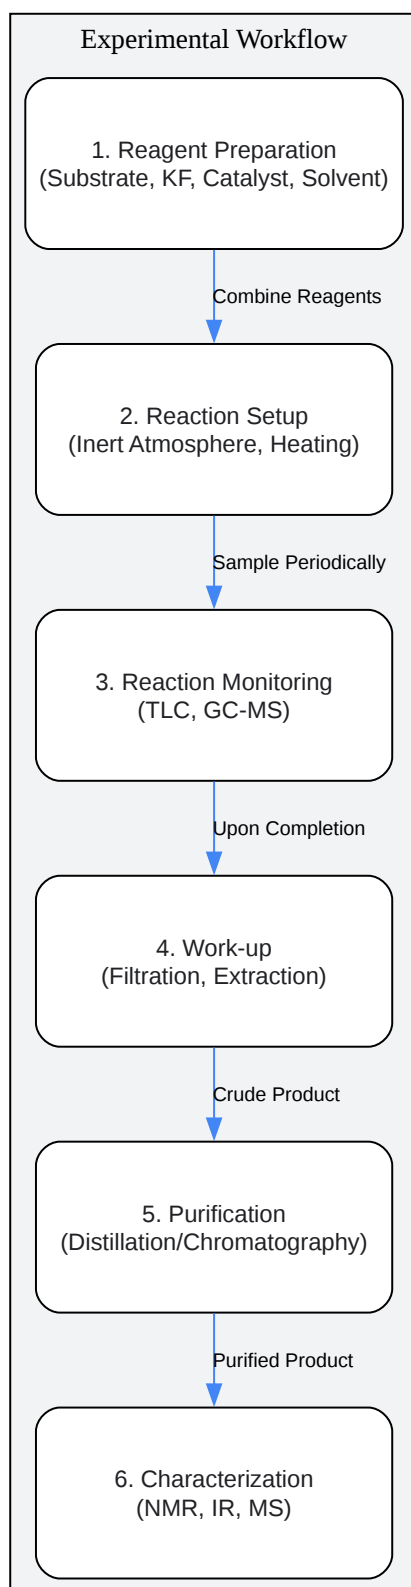 Experimental Workflow
1. Reagent Preparation
(Substrate, KF, Catalyst, Solvent)
Combine Reagents
2. Reaction Setup
(Inert Atmosphere, Heating)
Sample Periodically
3. Reaction Monitoring
(TLC, GC-MS)
Upon Completion
4. Work-up
(Filtration, Extraction)
Crude Product
5. Purification
(Distillation/Chromatography)
Purified Product
6. Characterization
(NMR, IR, MS)